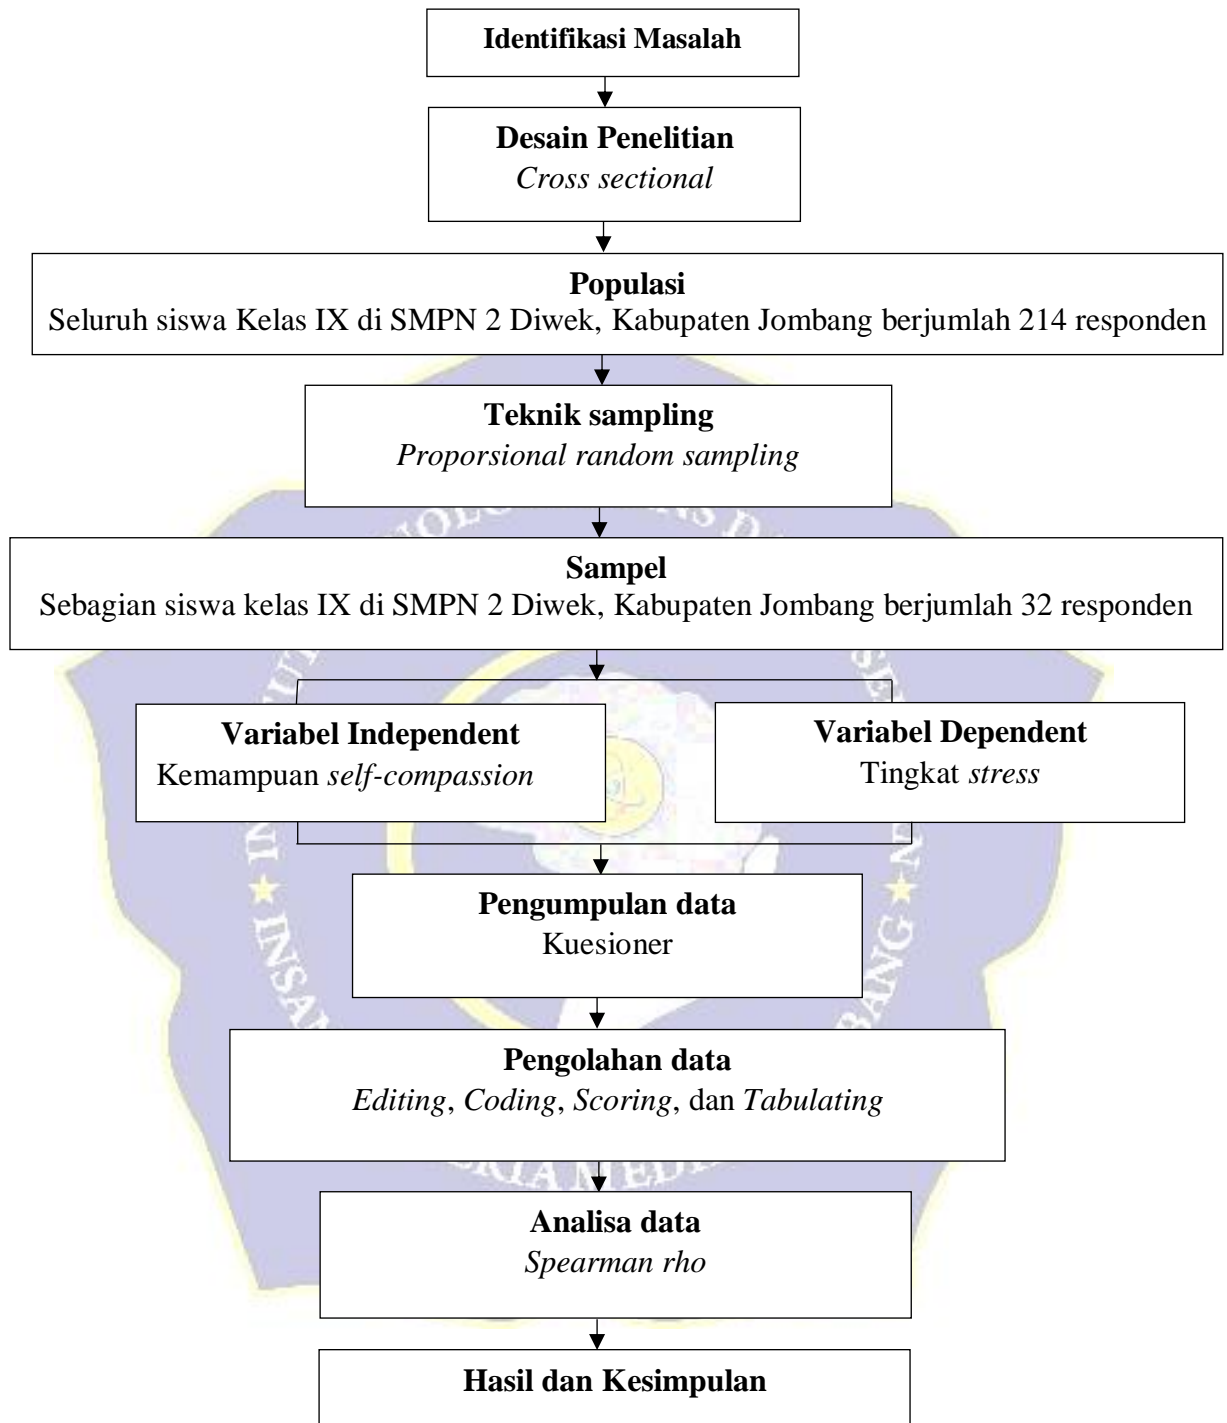 Identifikasi Masalah
Desain Penelitian
Cross sectional
Populasi
Seluruh siswa Kelas IX di SMPN 2 Diwek, Kabupaten Jombang berjumlah 214 responden
Teknik sampling
Proporsional random sampling
Sampel
Sebagian siswa kelas IX di SMPN 2 Diwek, Kabupaten Jombang berjumlah 32 responden
Variabel Independent
Kemampuan self-compassion
Variabel Dependent
Tingkat stress
Pengumpulan data
Kuesioner
Pengolahan data
Editing, Coding, Scoring, dan Tabulating
Analisa data
Spearman rho
Hasil dan Kesimpulan